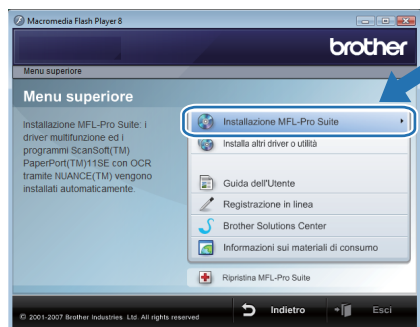 Macromedia Flash Player 8
brother
Menu superiore
Menu superiore
Installazione MFL-Pro Suite: i
driver multifunzione ed i
programmi ScanSoft(TM)
PaperPort(TM)11SE con OCR
tramite NUANCE(TM) vengono
installati automaticamente.
Installazione MFL-Pro Suite
Installa altri driver o utilità
Guida dell'Utente
Registrazione in linea
Brother Solutions Center
Informazioni sui materiali di consumo
Ripristina MFL-Pro Suite
© 2001-2007 Brother Industries Ltd. All rights reserved
Indietro
Esci